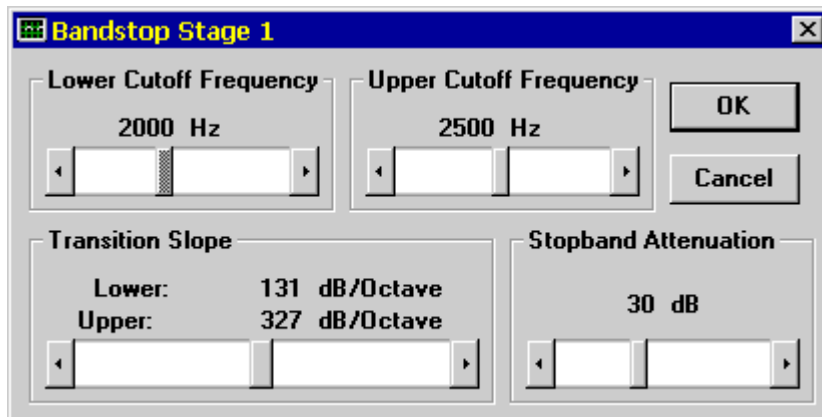 Bandstop Stage 1
Lower Cutoff Frequency
2000 Hz
Upper Cutoff Frequency
2500 Hz
OK
Cancel
Transition Slope
Lower: 131 dB/Octave
Upper: 327 dB/Octave
Stopband Attenuation
30 dB